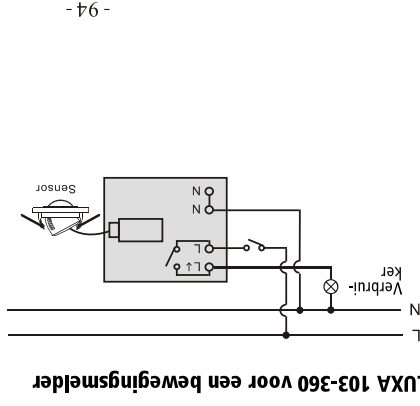 LUXA 103-360 voor een bewegingsmelder
L
N
Verbrui-
ker
L↓
L
N
N
Sensor
- 94 -